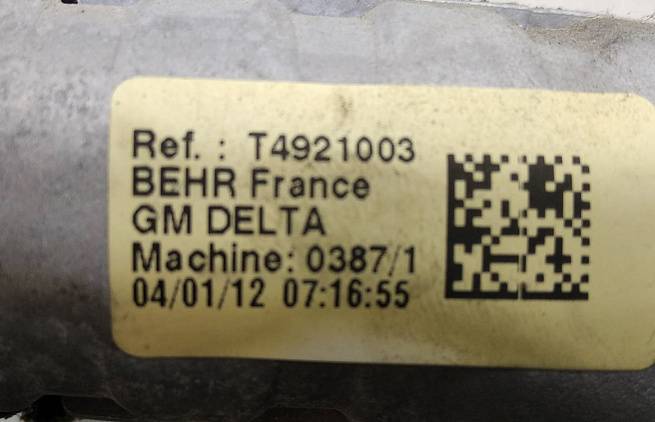 Ref. : T4921003
BEHR France
GM DELTA
Machine: 0387/1
04/01/12 07:16:55